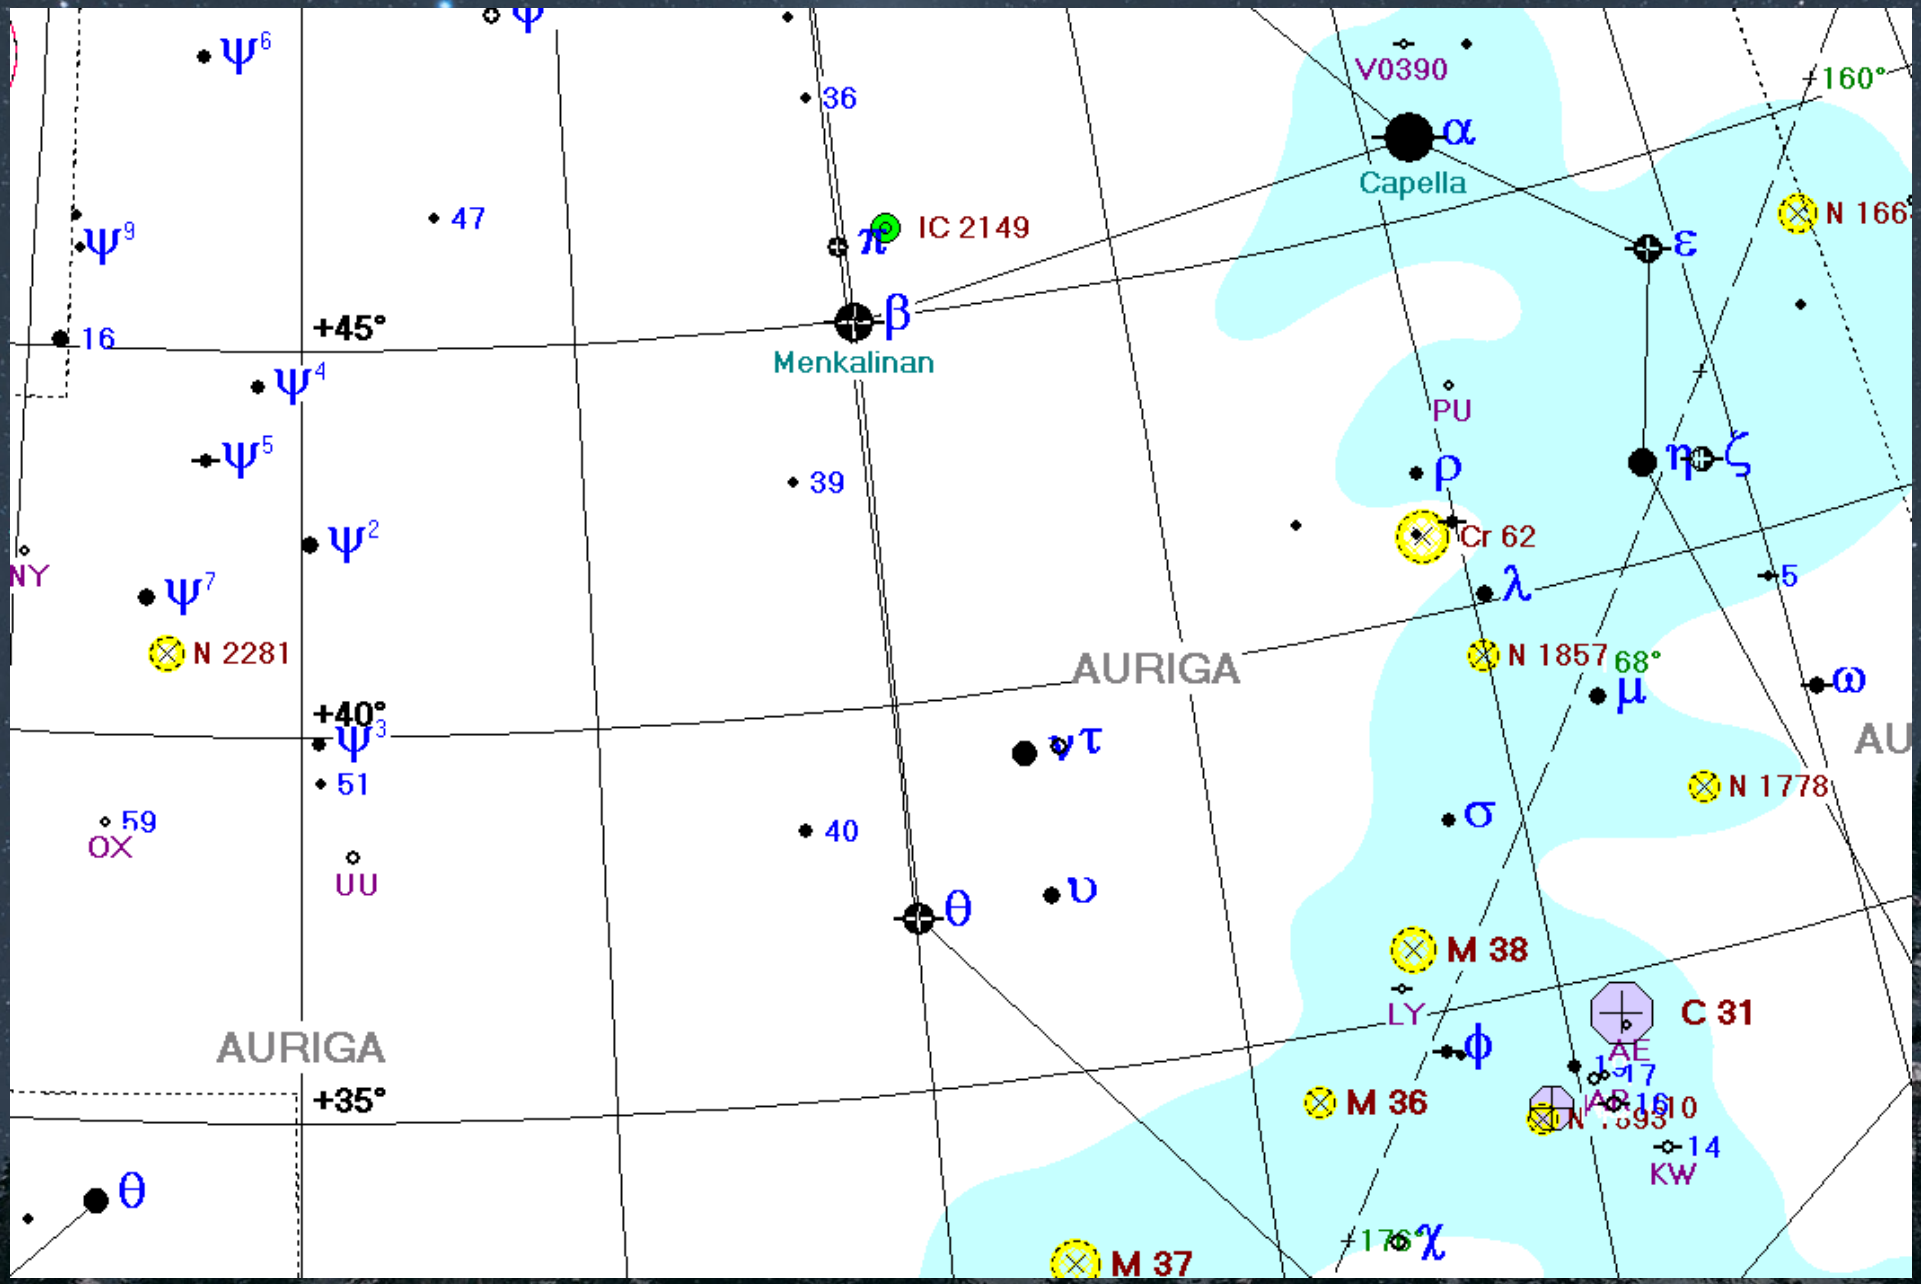 ψ
ψ6
V0390
160°
36
α
Capella
47
IC 2149
N 166
ψ9
π
ε
β
16
+45°
Menkalinan
ψ4
PU
ψ5
39
ρ
η
ζ
ψ2
Cr 62
NY
ψ7
λ
5
N 2281
AURIGA
N 1857
68°
μ
ω
+40°
ψ3
ντ
AU
51
N 1778
59
OX
40
σ
UU
υ
θ
M 38
LY
C 31
AURIGA
φ
AE
17
+35°
M 36
16
14
KW
θ
176°
χ
M 37